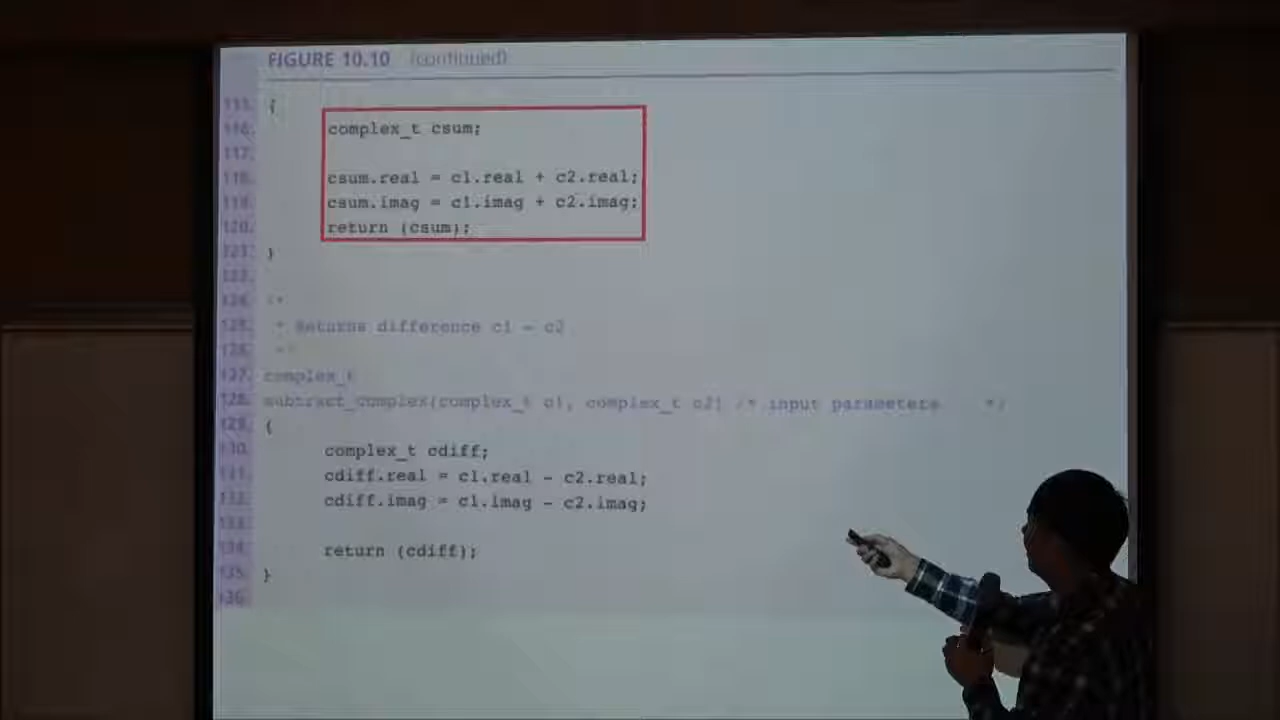 FIGURE 10.10 (continued)
115. {
116. complex_t csum;
117.
118. csum.real = c1.real + c2.real;
119. csum.imag = c1.imag + c2.imag;
120. return (csum);
121. }
122.
124. /*
125. * Returns difference c1 - c2
126. */
127. complex_t
128. subtract_complex(complex_t c1, complex_t c2) /* input parameters */
129. {
130. complex_t cdiff;
131. cdiff.real = c1.real - c2.real;
132. cdiff.imag = c1.imag - c2.imag;
133.
134. return (cdiff);
135. }
136.